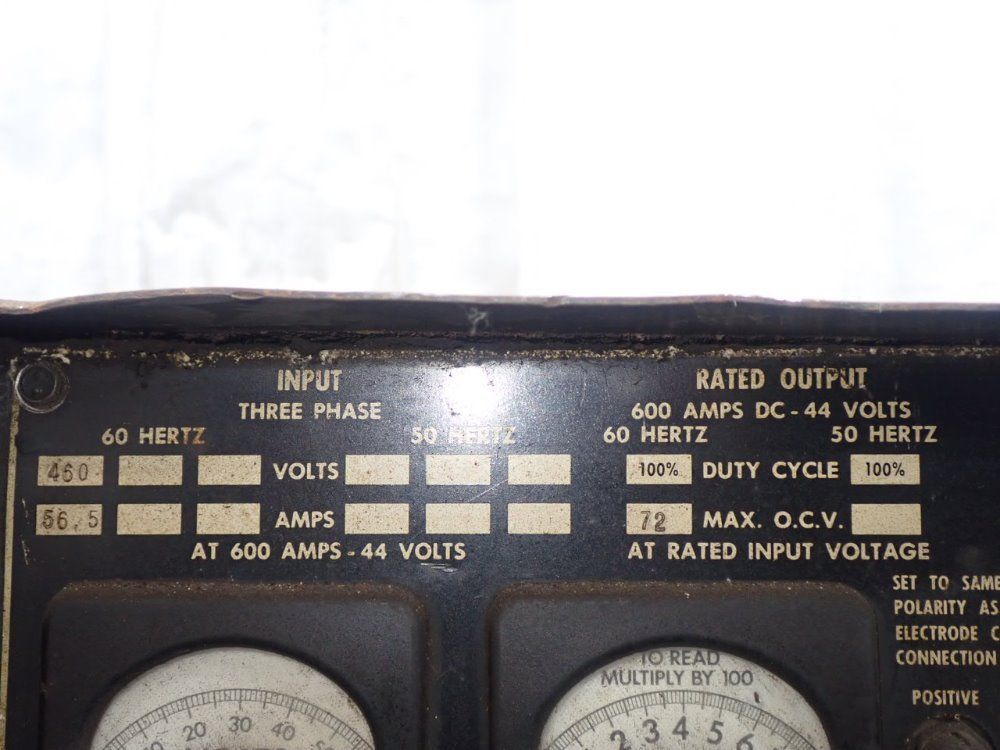 INPUT
THREE PHASE
60 HERTZ 50 HERTZ
460 VOLTS
56.5 AMPS
AT 600 AMPS - 44 VOLTS
RATED OUTPUT
600 AMPS DC - 44 VOLTS
60 HERTZ 50 HERTZ
100% DUTY CYCLE 100%
72 MAX. O.C.V.
AT RATED INPUT VOLTAGE
SET TO SAME
POLARITY AS
ELECTRODE C
CONNECTION
POSITIVE
10 20 30 40 50
TO READ
MULTIPLY BY 100
2 3 4 5 6